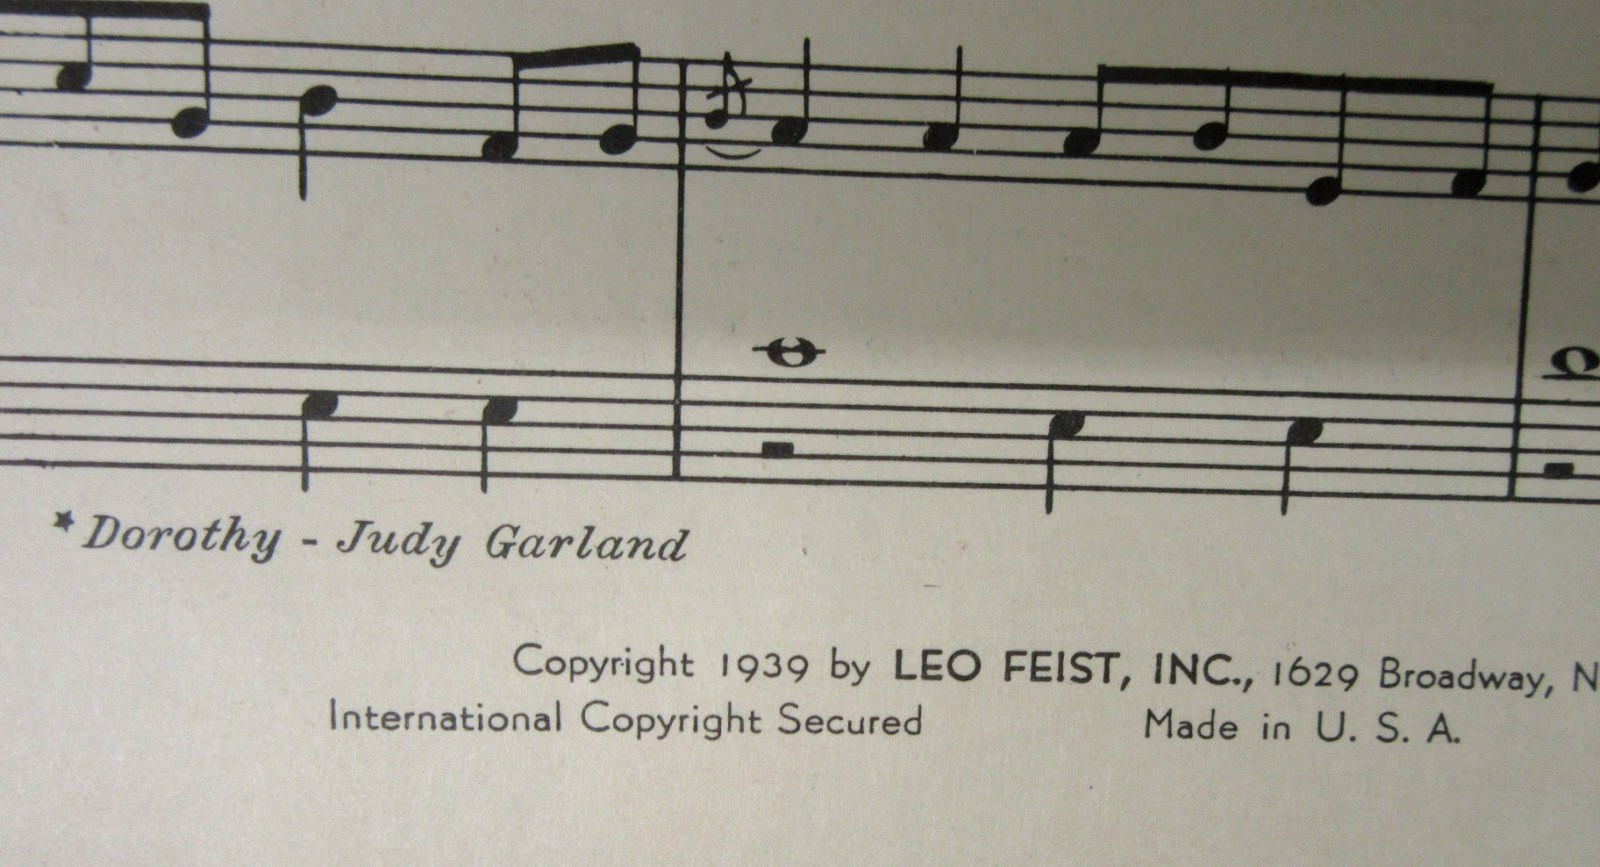 *Dorothy - Judy Garland
Copyright 1939 by LEO FEIST, INC., 1629 Broadway, N
International Copyright Secured Made in U. S. A.